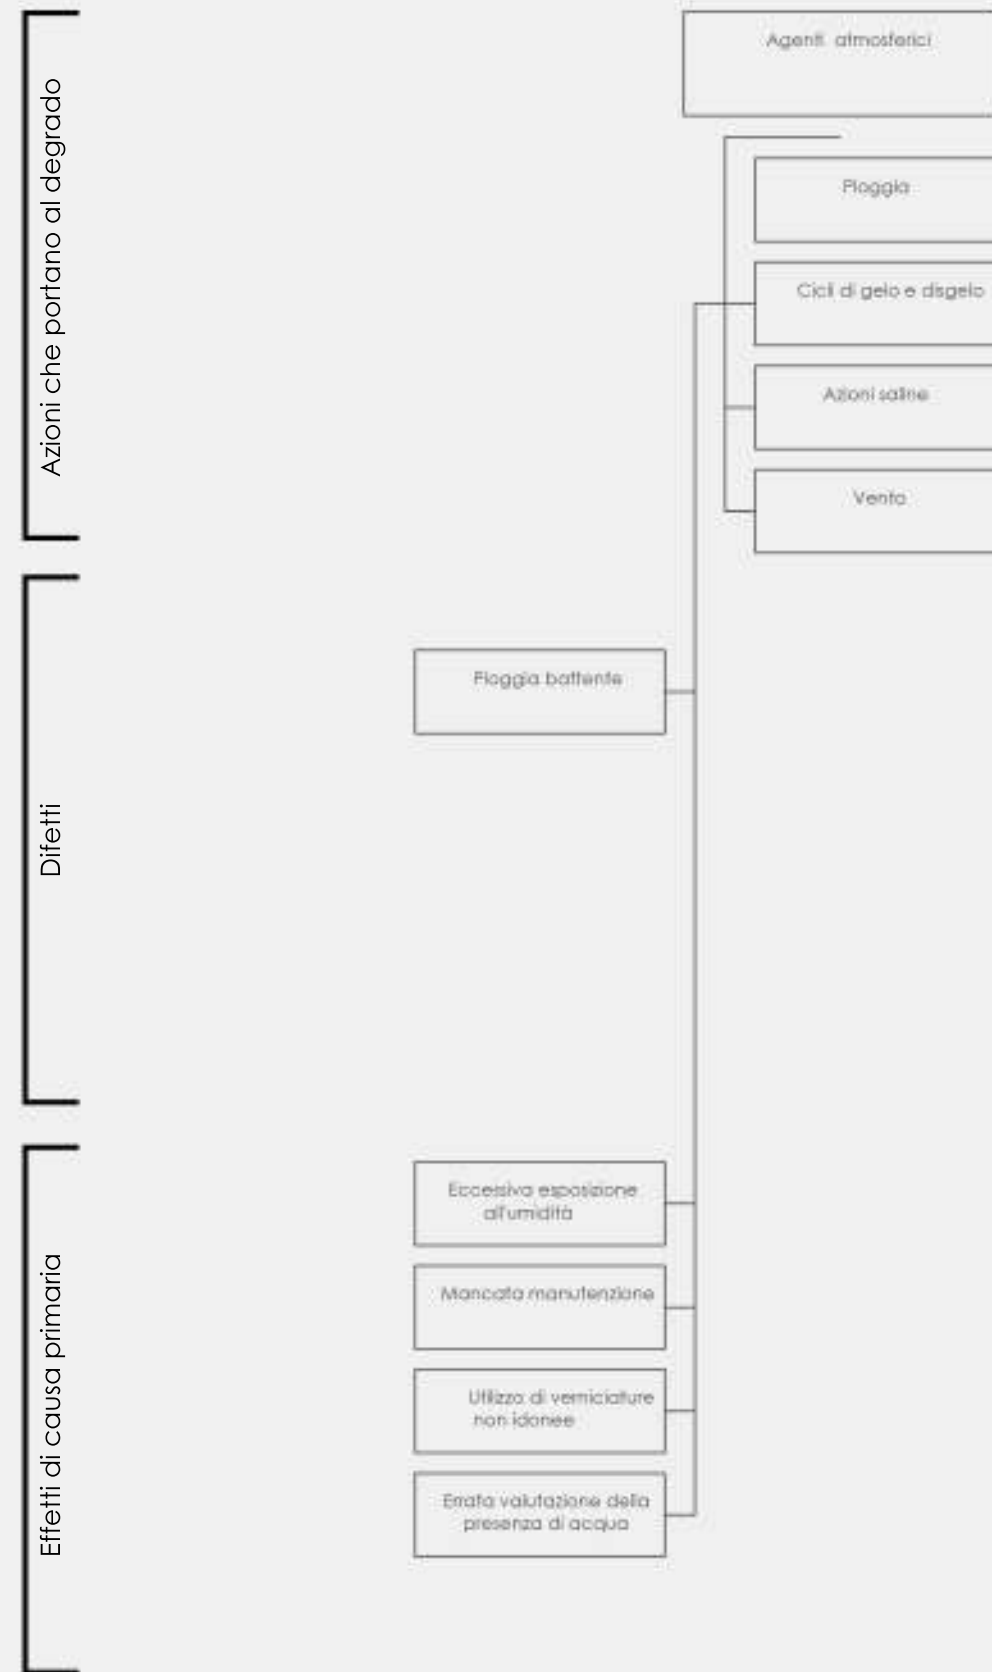 Azioni che portano al degrado
Agenti atmosferici
Pioggia
Cicli di gelo e disgelo
Azioni saline
Vento
Difetti
Pioggia battente
Effetti di causa primaria
Eccessiva esposizione
all'umidità
Mancata manutenzione
Utilizzo di verniciature
non idonee
Errata valutazione della
presenza di acqua